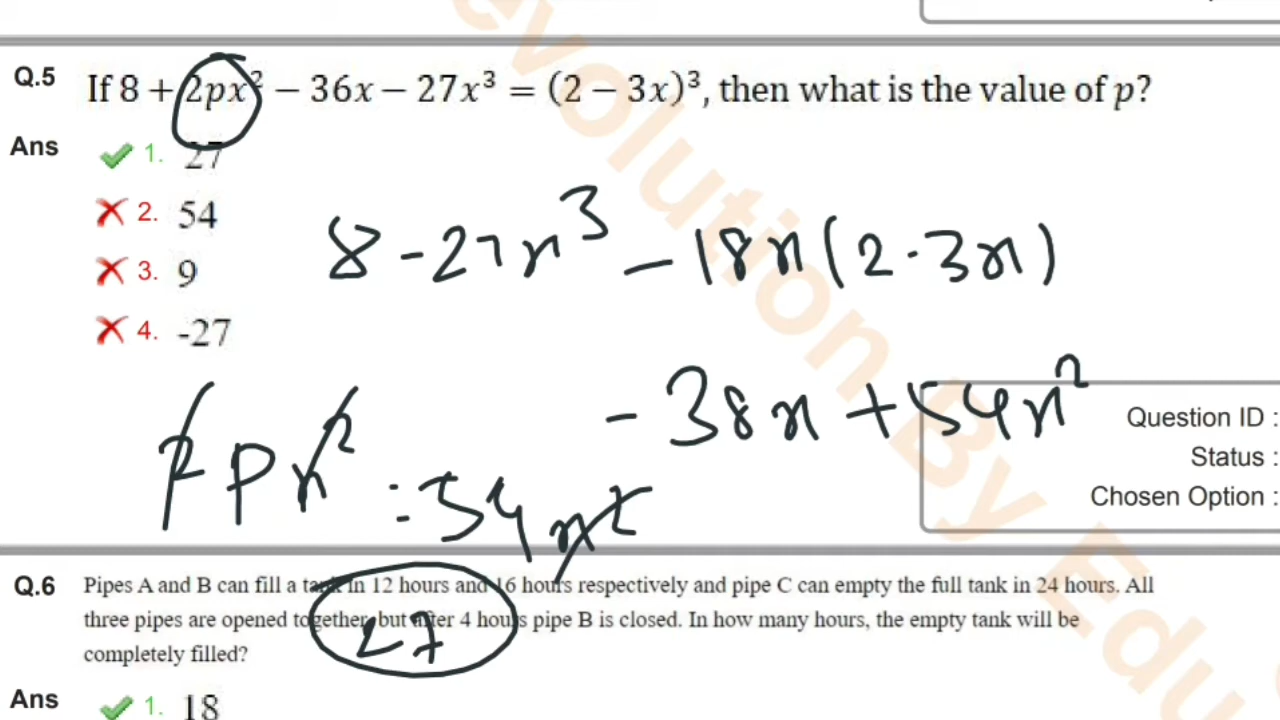 Q.5 If 8 + 2px² − 36x − 27x³ = (2 − 3x)³, then what is the value of p?
Ans 1. 27
2. 54
3. 9
4. -27
8 - 27x³ - 18x(2 - 3x)
- 38x + 54x²
2px² = 54x²
27
Question ID :
Status :
Chosen Option :
Q.6 Pipes A and B can fill a tank in 12 hours and 16 hours respectively and pipe C can empty the full tank in 24 hours. All
three pipes are opened together, but after 4 hours pipe B is closed. In how many hours, the empty tank will be
completely filled?
Ans 1. 18
evolution By Edu